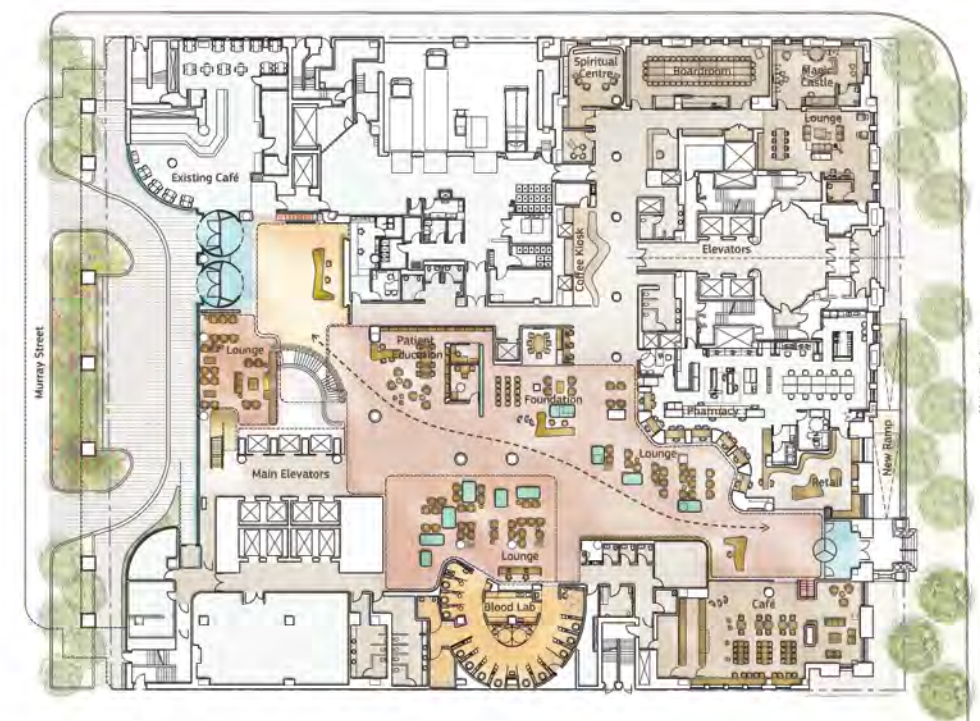 Spiritual
Centre
Boardroom
Magic
Castle
Lounge
Existing Café
Elevators
Coffee Kiosk
Murray Street
Lounge
Patient
Education
Foundation
Pharmacy
New Ramp
Lounge
Retail
Main Elevators
Lounge
Blood Lab
Café